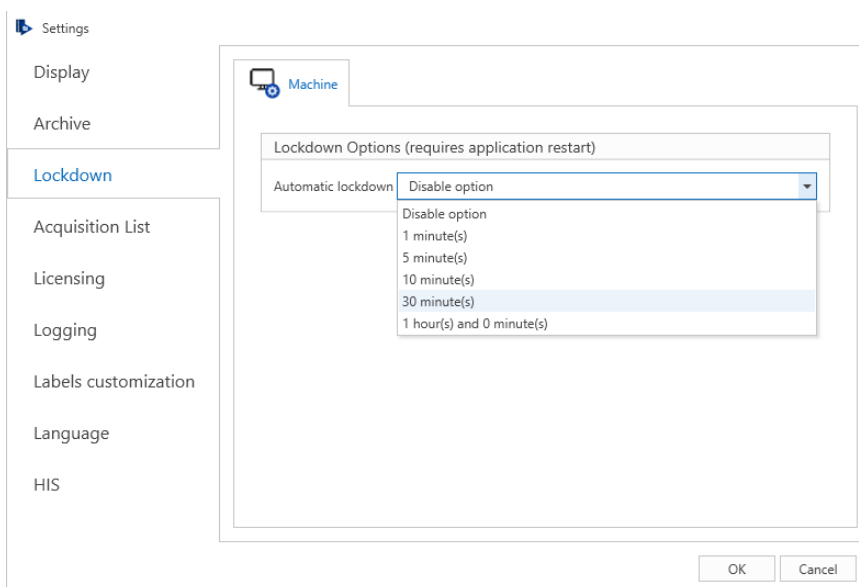 Settings
Display
Archive
Lockdown
Acquisition List
Licensing
Logging
Labels customization
Language
HIS
Machine
Lockdown Options (requires application restart)
Automatic lockdown Disable option
Disable option
1 minute(s)
5 minute(s)
10 minute(s)
30 minute(s)
1 hour(s) and 0 minute(s)
OK Cancel